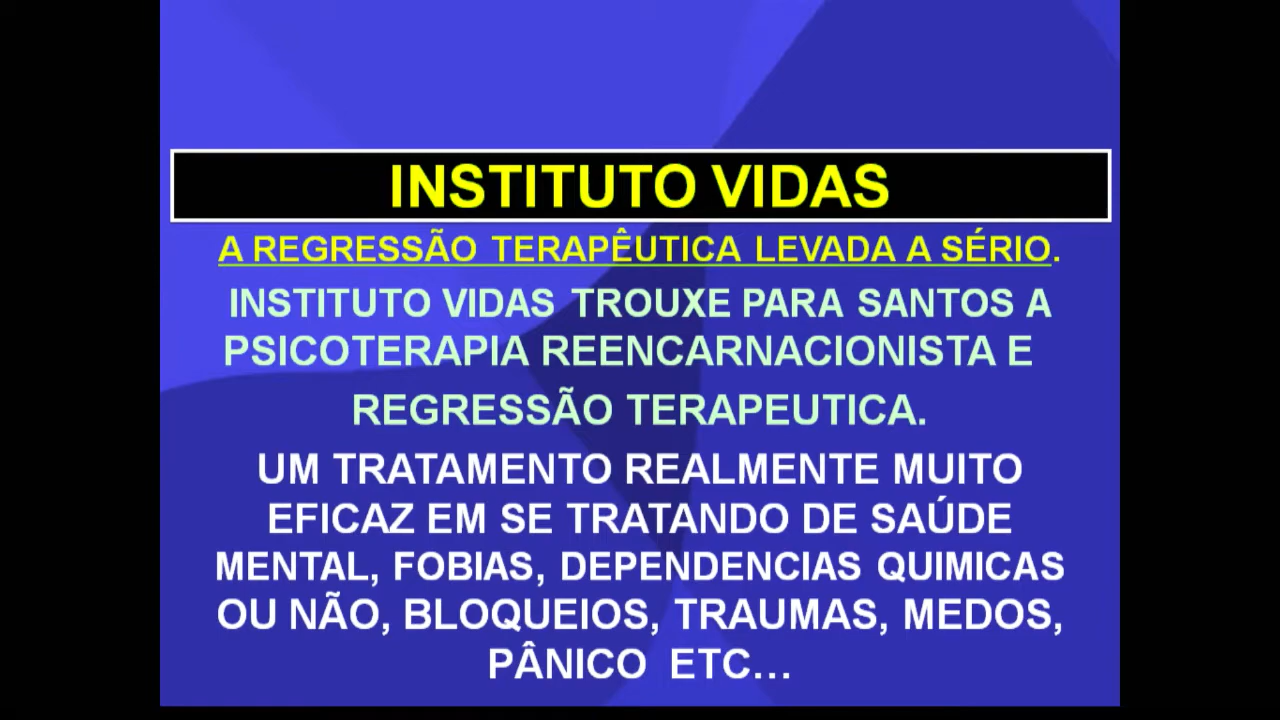 INSTITUTO VIDAS
A REGRESSÃO TERAPÊUTICA LEVADA A SÉRIO.
INSTITUTO VIDAS TROUXE PARA SANTOS A
PSICOTERAPIA REENCARNACIONISTA E
REGRESSÃO TERAPEUTICA.
UM TRATAMENTO REALMENTE MUITO
EFICAZ EM SE TRATANDO DE SAÚDE
MENTAL, FOBIAS, DEPENDENCIAS QUIMICAS
OU NÃO, BLOQUEIOS, TRAUMAS, MEDOS,
PÂNICO ETC...